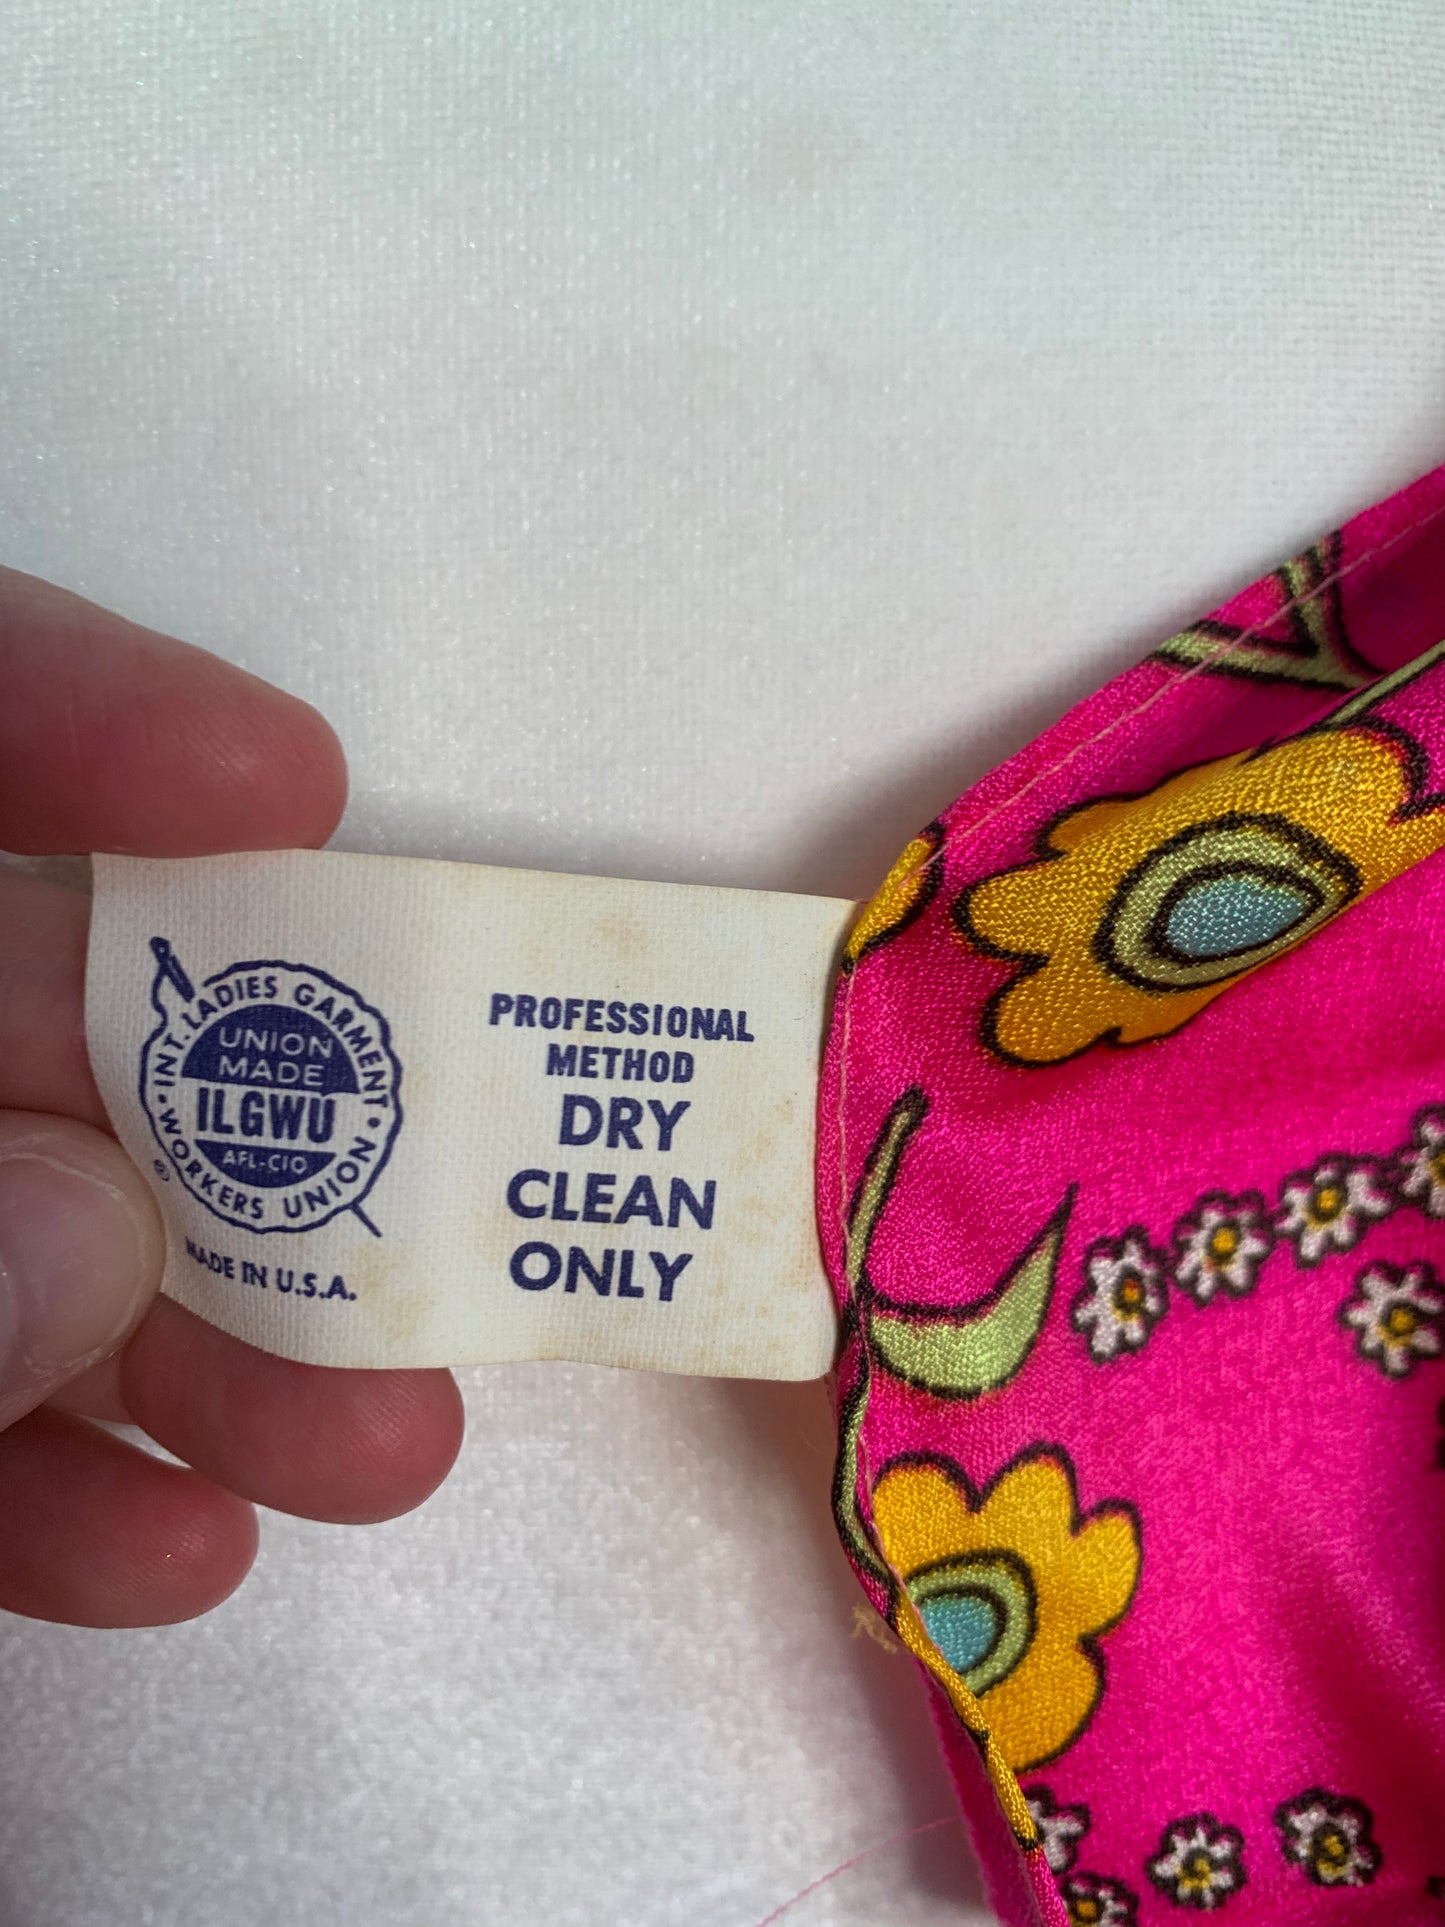 INT. LADIES GARMENT
WORKERS UNION
UNION
MADE
ILGWU
AFL-CIO
®
MADE IN U.S.A.
PROFESSIONAL
METHOD
DRY
CLEAN
ONLY